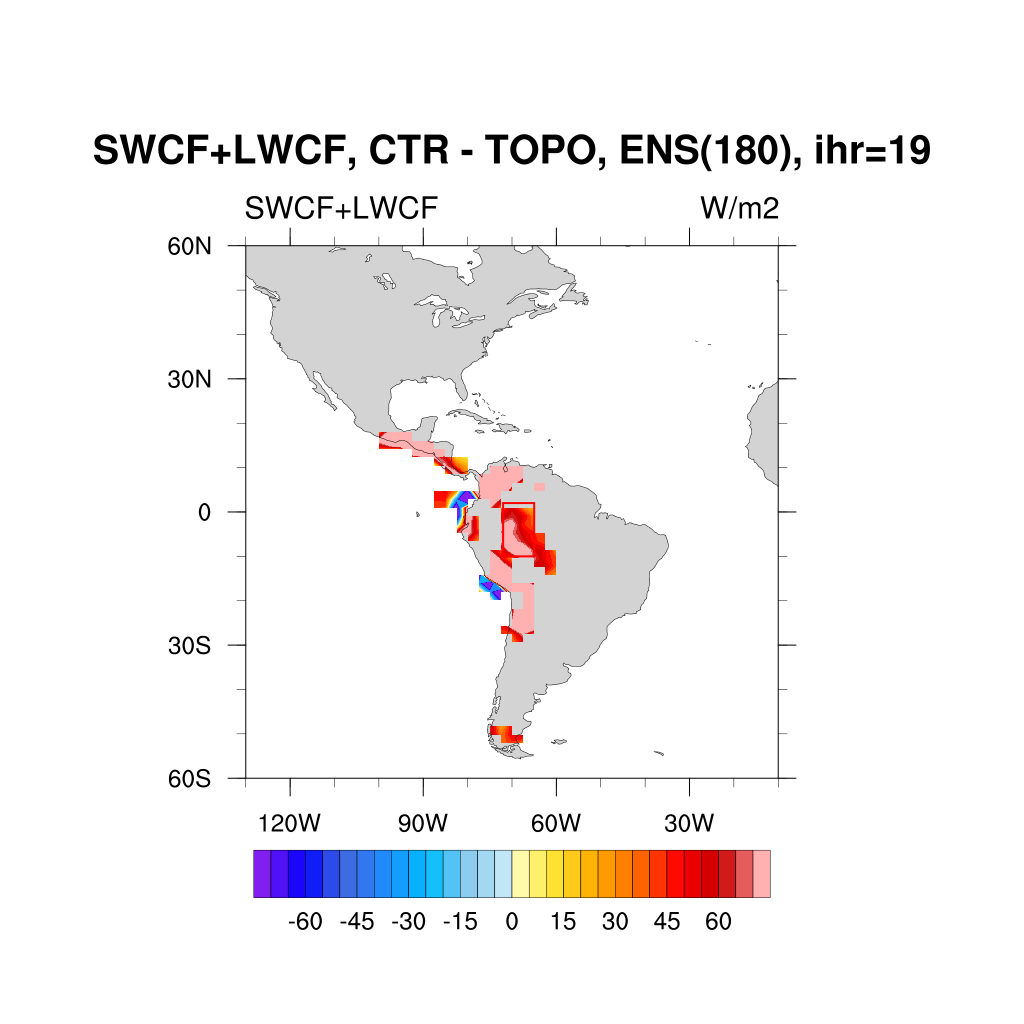 SWCF+LWCF, CTR - TOPO, ENS(180), ihr=19
SWCF+LWCF W/m2
60N
30N
0
30S
60S
120W 90W 60W 30W
-60 -45 -30 -15 0 15 30 45 60